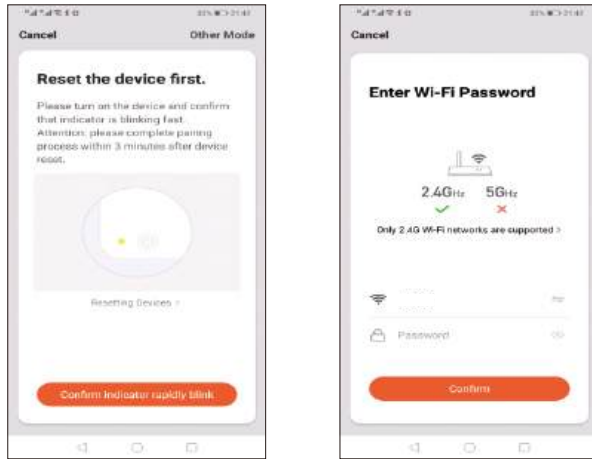 Cancel
Other Mode
Reset the device first.
Please turn on the device and confirm
that indicator is blinking fast.
Attention: please complete pairing
process within 3 minutes after device
reset.
Resetting Devices >
Confirm indicator rapidly blink
Cancel
Enter Wi-Fi Password
2.4GHz 5GHz
Only 2.4G Wi-Fi networks are supported >
Password
Confirm